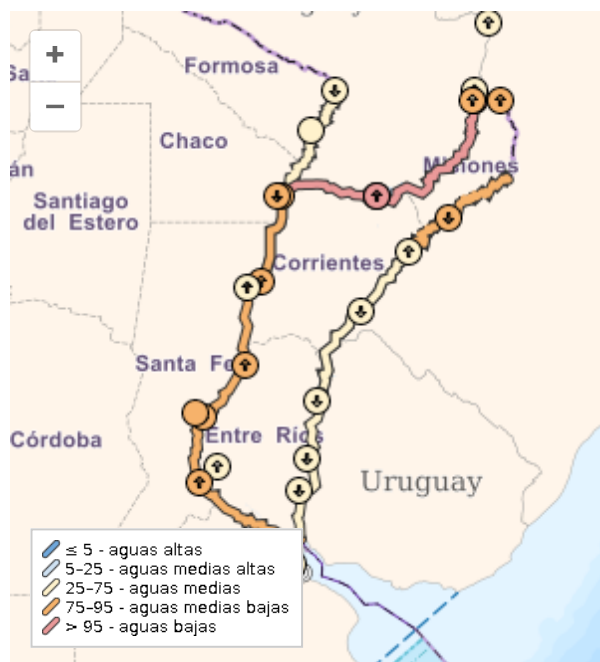 +
−
Formosa
Chaco
Misiones
Santiago
del Estero
Corrientes
Santa Fe
Entre Ríos
Córdoba
Uruguay
≤ 5 - aguas altas
5–25 - aguas medias altas
25–75 - aguas medias
75–95 - aguas medias bajas
> 95 - aguas bajas